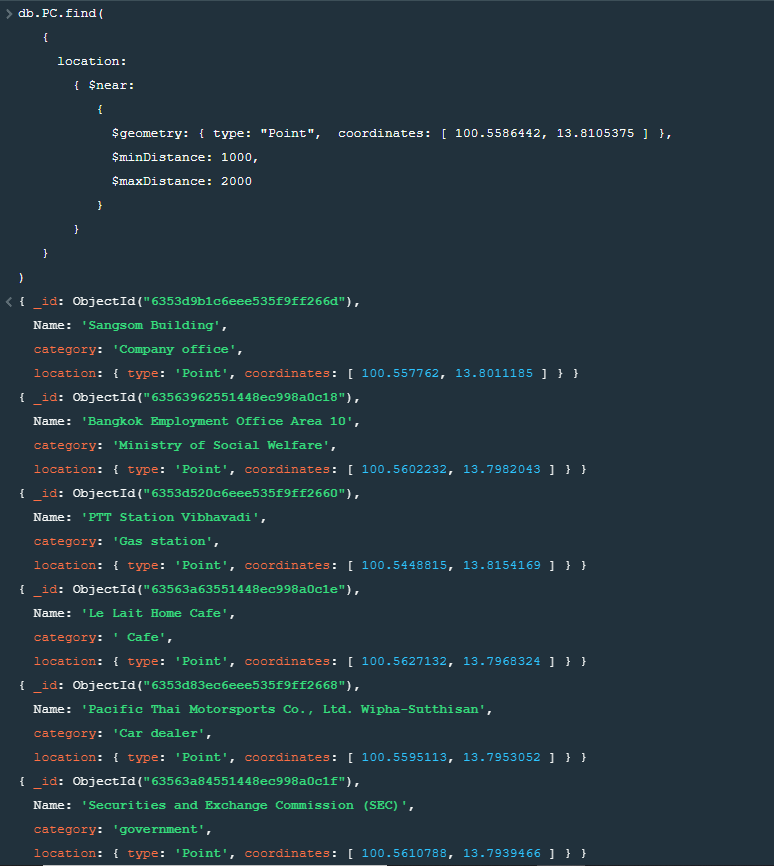 db.PC.find(
{
location:
{ $near:
{
$geometry: { type: "Point", coordinates: [ 100.5586442, 13.8105375 ] },
$minDistance: 1000,
$maxDistance: 2000
}
}
}
)
{ _id: ObjectId("6353d9b1c6eee535f9ff266d"),
Name: 'Sangsom Building',
category: 'Company office',
location: { type: 'Point', coordinates: [ 100.557762, 13.8011185 ] } }
{ _id: ObjectId("63563962551448ec998a0c18"),
Name: 'Bangkok Employment Office Area 10',
category: 'Ministry of Social Welfare',
location: { type: 'Point', coordinates: [ 100.5602232, 13.7982043 ] } }
{ _id: ObjectId("6353d520c6eee535f9ff2660"),
Name: 'PTT Station Vibhavadi',
category: 'Gas station',
location: { type: 'Point', coordinates: [ 100.5448815, 13.8154169 ] } }
{ _id: ObjectId("63563a63551448ec998a0c1e"),
Name: 'Le Lait Home Cafe',
category: ' Cafe',
location: { type: 'Point', coordinates: [ 100.5627132, 13.7968324 ] } }
{ _id: ObjectId("6353d83ec6eee535f9ff2668"),
Name: 'Pacific Thai Motorsports Co., Ltd. Wipha-Sutthisan',
category: 'Car dealer',
location: { type: 'Point', coordinates: [ 100.5595113, 13.7953052 ] } }
{ _id: ObjectId("63563a84551448ec998a0c1f"),
Name: 'Securities and Exchange Commission (SEC)',
category: 'government',
location: { type: 'Point', coordinates: [ 100.5610788, 13.7939466 ] } }